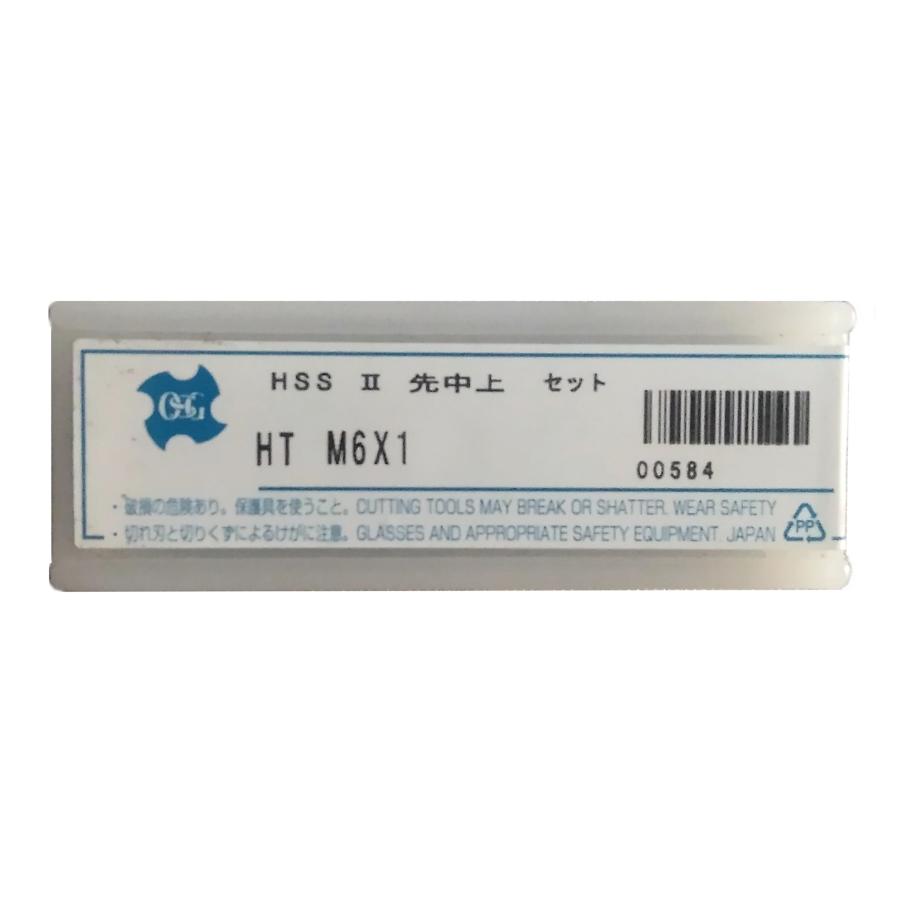 OSG
HSS Ⅱ 先中上 セット
HT M6X1
00584
・破損の危険あり。保護具を使うこと。CUTTING TOOLS MAY BREAK OR SHATTER. WEAR SAFETY
・切れ刃と切りくずによるけがに注意。GLASSES AND APPROPRIATE SAFETY EQUIPMENT. JAPAN
PP